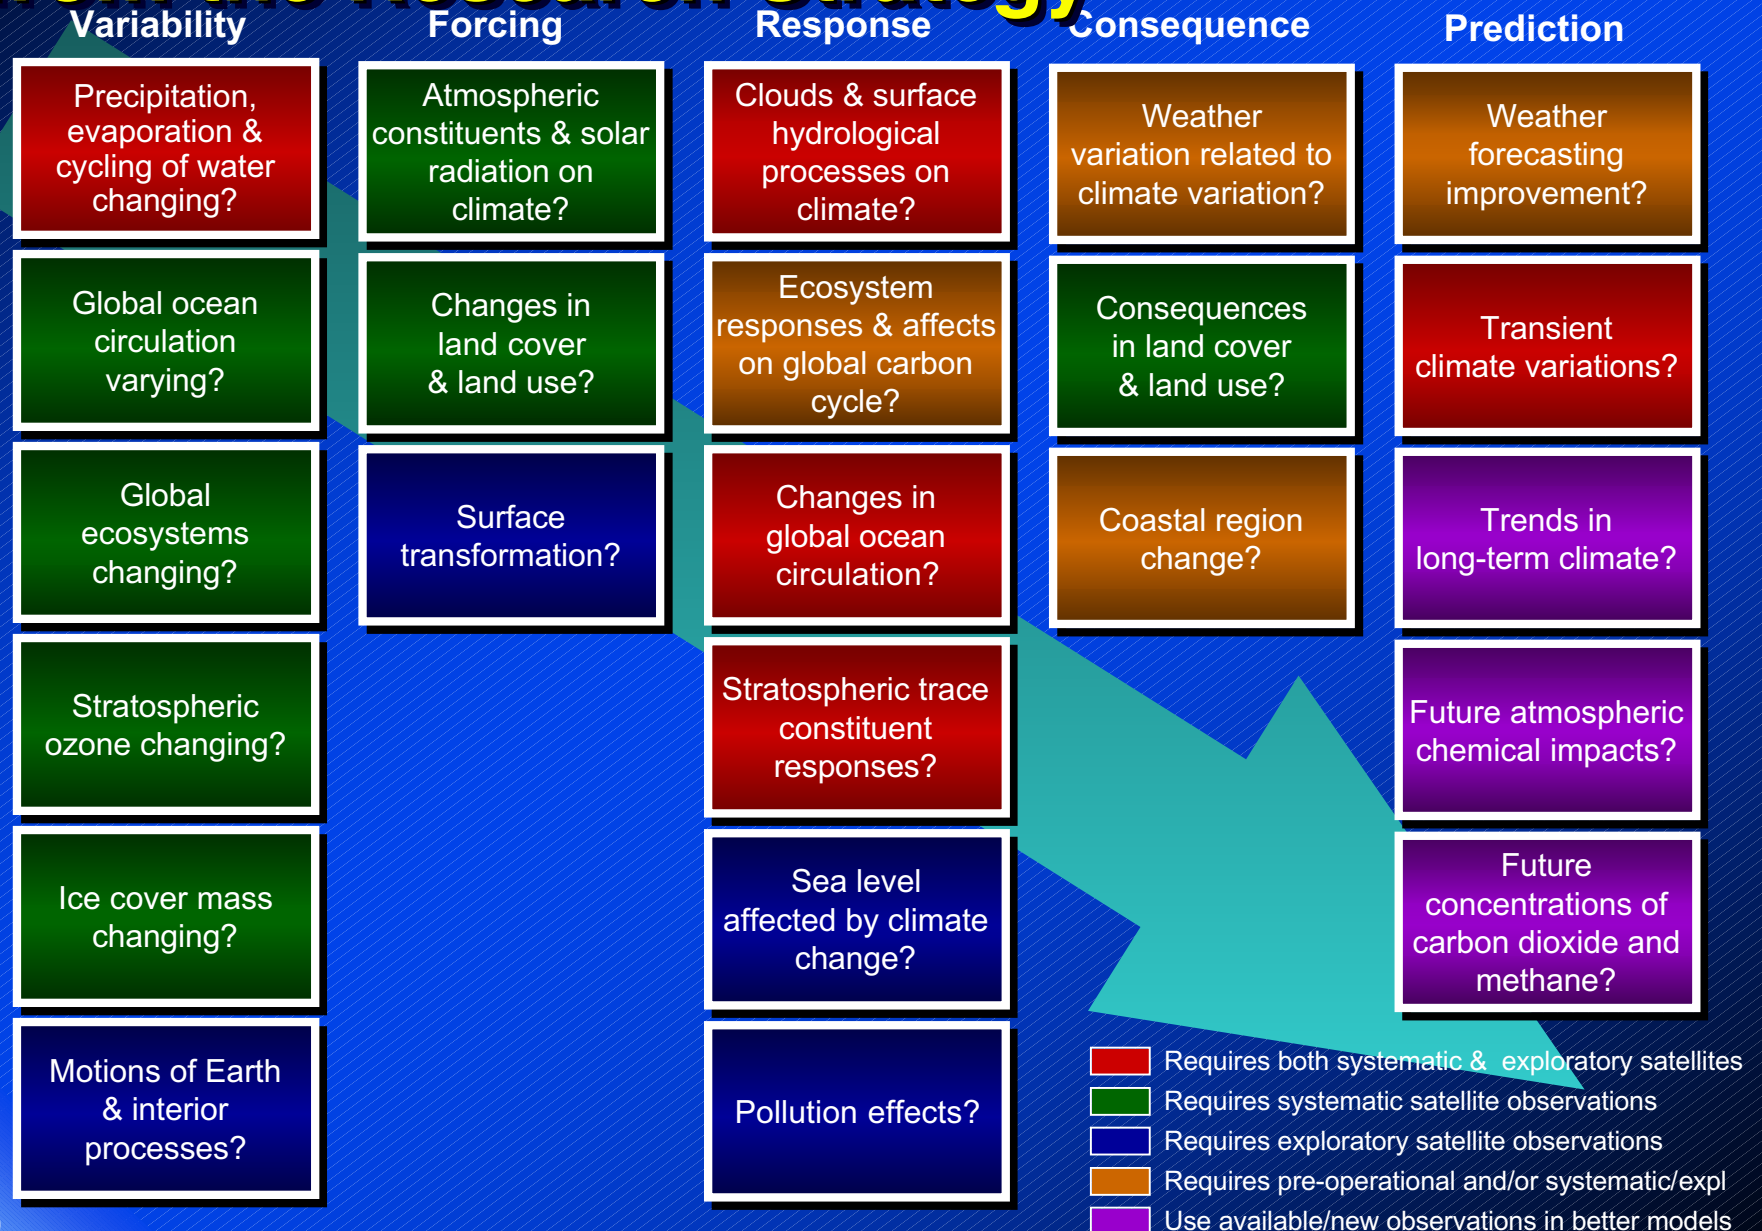 from the Research Strategy
Variability
Forcing
Response
Consequence
Prediction
Precipitation,
evaporation &
cycling of water
changing?
Global ocean
circulation
varying?
Global
ecosystems
changing?
Stratospheric
ozone changing?
Ice cover mass
changing?
Motions of Earth
& interior
processes?
Atmospheric
constituents & solar
radiation on
climate?
Changes in
land cover
& land use?
Surface
transformation?
Clouds & surface
hydrological
processes on
climate?
Ecosystem
responses & affects
on global carbon
cycle?
Changes in
global ocean
circulation?
Stratospheric trace
constituent
responses?
Sea level
affected by climate
change?
Pollution effects?
Weather
variation related to
climate variation?
Consequences
in land cover
& land use?
Coastal region
change?
Weather
forecasting
improvement?
Transient
climate variations?
Trends in
long-term climate?
Future atmospheric
chemical impacts?
Future
concentrations of
carbon dioxide and
methane?
Requires both systematic & exploratory satellites
Requires systematic satellite observations
Requires exploratory satellite observations
Requires pre-operational and/or systematic/expl
Use available/new observations in better models